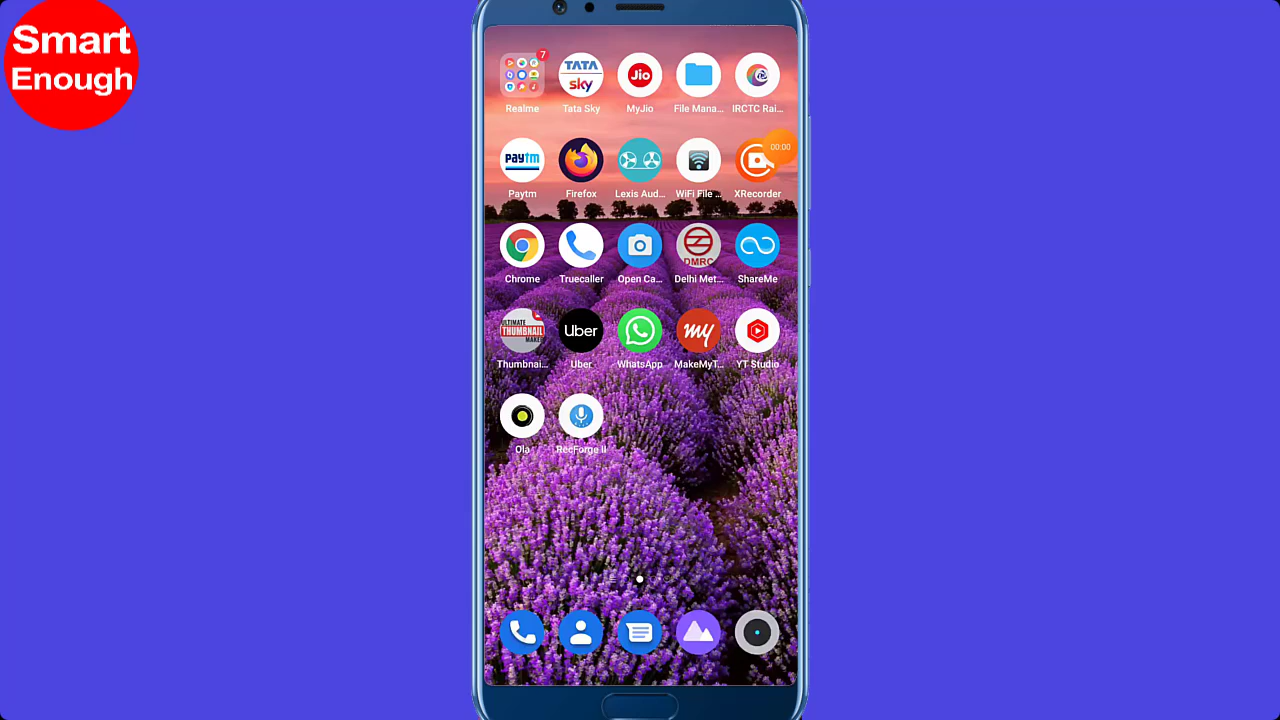 Smart
Enough
7
TATA
sky
Jio
Realme
Tata Sky
MyJio
File Mana...
IRCTC Rai...
paytm
00:00
Paytm
Firefox
Lexis Aud...
WiFi File ...
XRecorder
DMRC
Chrome
Truecaller
Open Ca...
Delhi Met...
ShareMe
ULTIMATE
THUMBNAIL
MAKER
Uber
my
Thumbnai...
Uber
WhatsApp
MakeMyT...
YT Studio
Ola
RecForge II